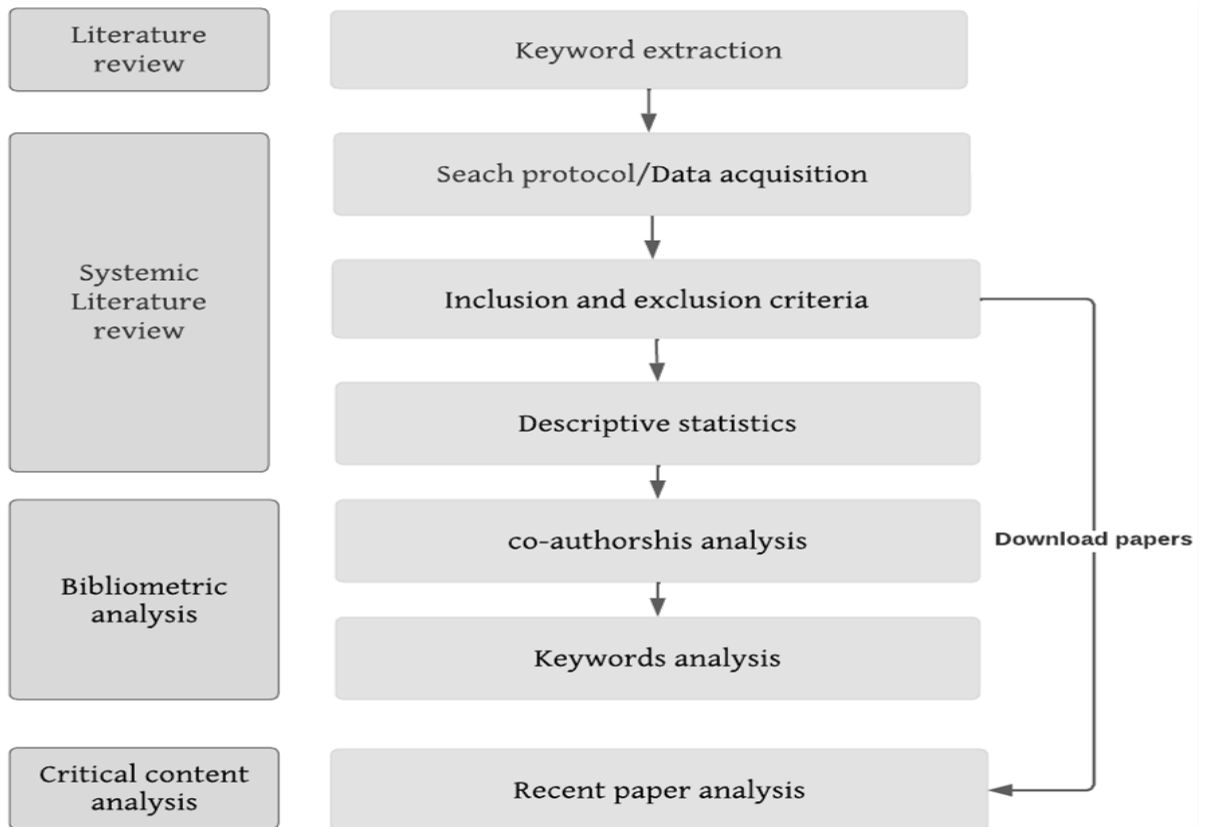 Literature
review
Keyword extraction
Seach protocol/Data acquisition
Systemic
Literature
review
Inclusion and exclusion criteria
Descriptive statistics
Bibliometric
analysis
co-authorshis analysis
Download papers
Keywords analysis
Critical content
analysis
Recent paper analysis